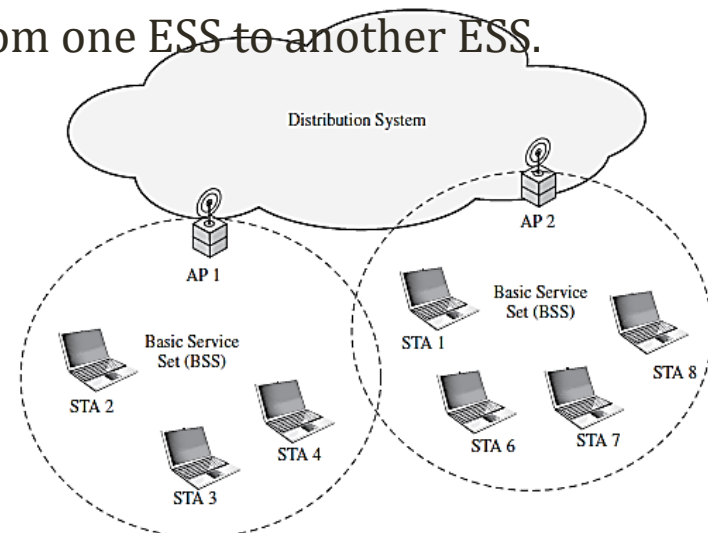 om one ESS to another ESS.
Distribution System
AP 2
AP 1
Basic Service
Set (BSS)
STA 1
STA 8
Basic Service
Set (BSS)
STA 2
STA 6
STA 7
STA 4
STA 3